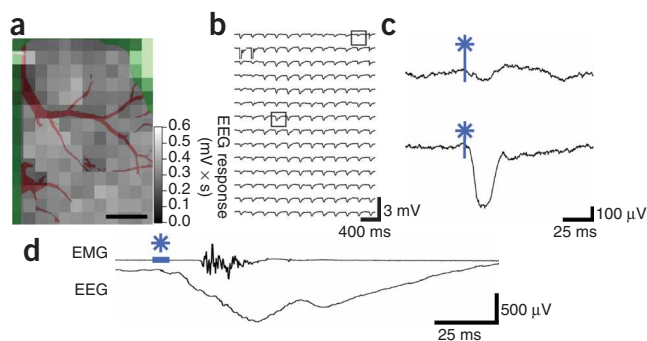 a
0.6
0.5
0.4
0.3
0.2
0.1
0.0
EEG response
(mV × s)
b
3 mV
400 ms
c
100 µV
25 ms
d
EMG
EEG
500 µV
25 ms